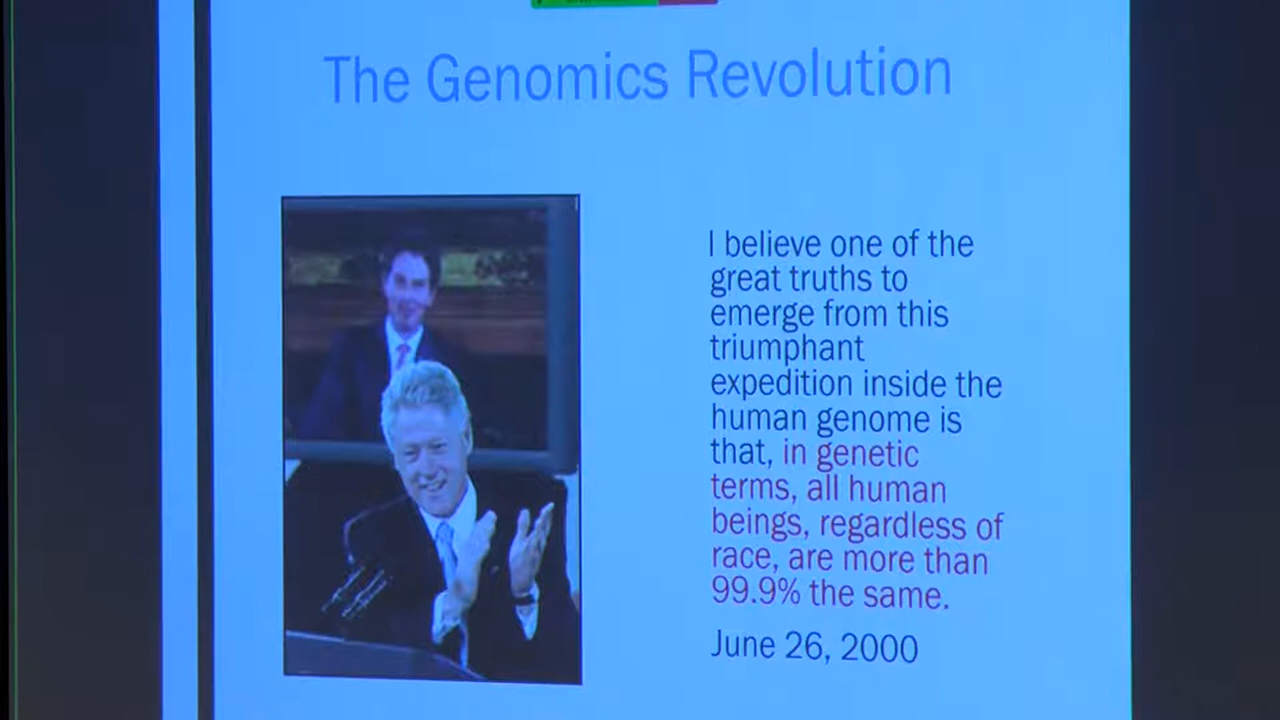 The Genomics Revolution
I believe one of the
great truths to
emerge from this
triumphant
expedition inside the
human genome is
that, in genetic
terms, all human
beings, regardless of
race, are more than
99.9% the same.
June 26, 2000